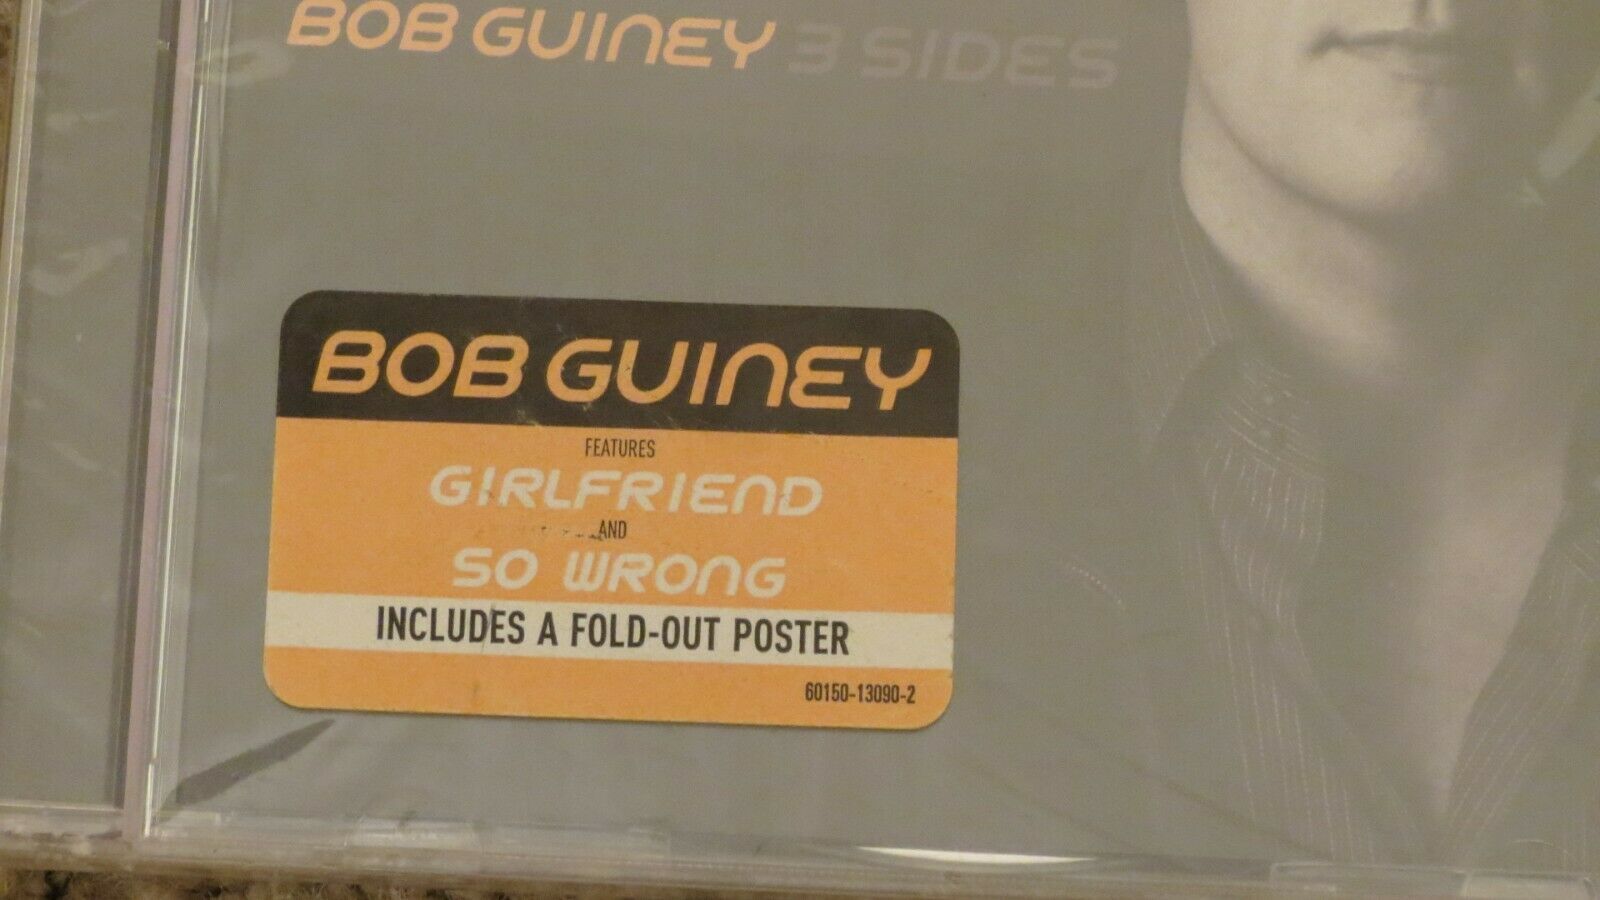 BOB GUINEY 3 SIDES
BOB GUINEY
FEATURES
GIRLFRIEND
AND
SO WRONG
INCLUDES A FOLD-OUT POSTER
60150-13090-2